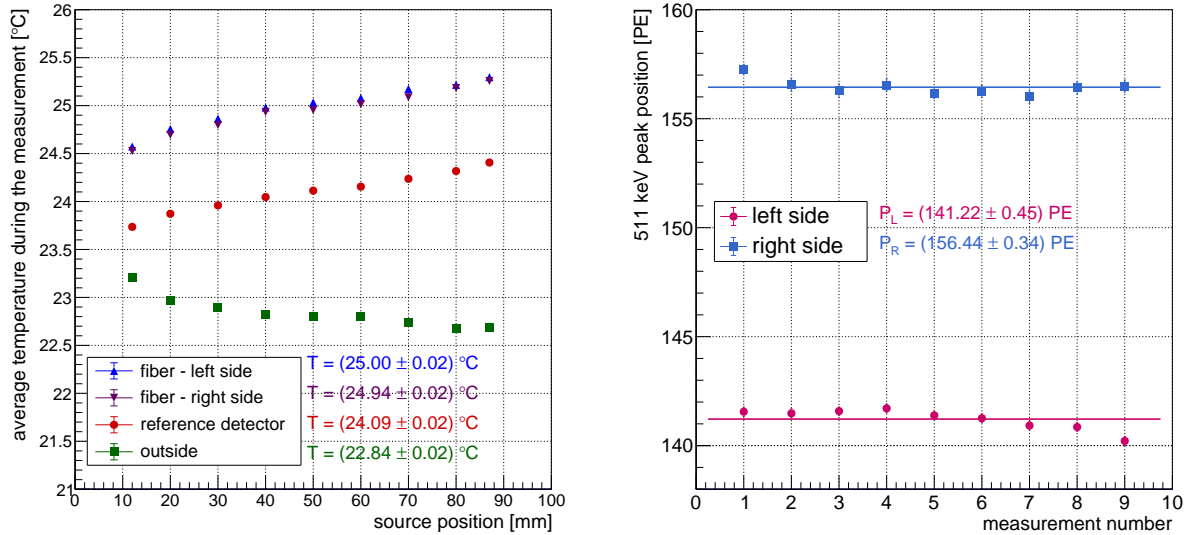 average temperature during the measurement [°C]
26
25.5
25
24.5
24
23.5
23
22.5
22
21.5
21
fiber - left side
fiber - right side
reference detector
outside
T = (25.00 ± 0.02) °C
T = (24.94 ± 0.02) °C
T = (24.09 ± 0.02) °C
T = (22.84 ± 0.02) °C
0 10 20 30 40 50 60 70 80 90 100
source position [mm]
511 keV peak position [PE]
160
155
150
145
140
left side
right side
P_L = (141.22 ± 0.45) PE
P_R = (156.44 ± 0.34) PE
0 1 2 3 4 5 6 7 8 9 10
measurement number